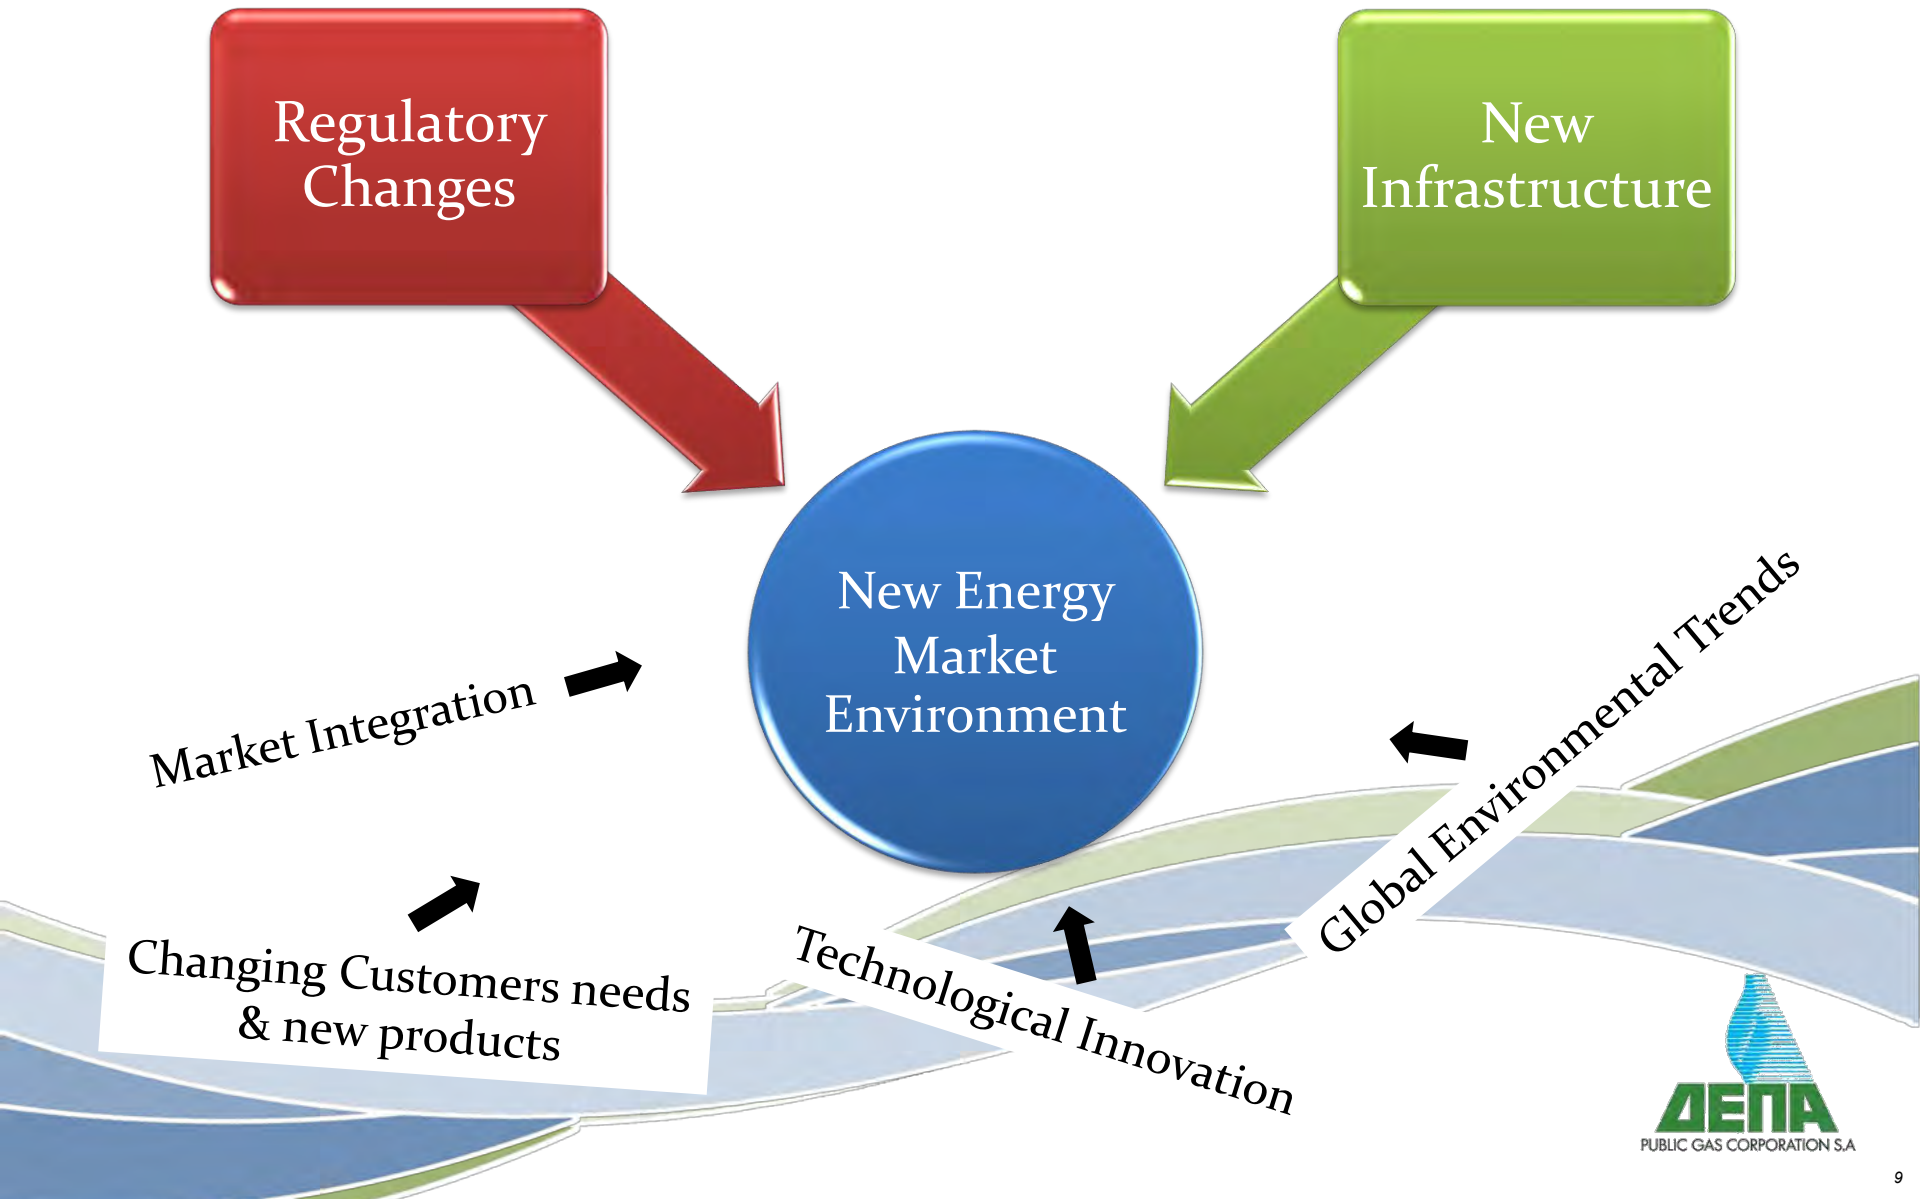 Regulatory
Changes
New
Infrastructure
New Energy
Market
Environment
Market Integration
Global Environmental Trends
Changing Customers needs
& new products
Technological Innovation
ΔΕΠΑ
PUBLIC GAS CORPORATION S.A
9